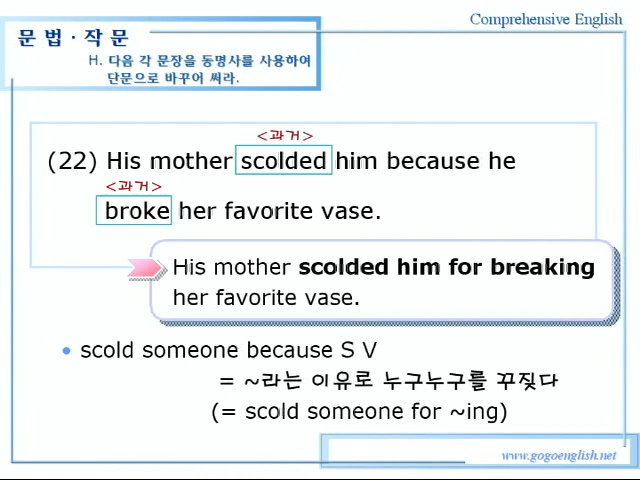 Comprehensive English
문 법 · 작 문
H. 다음 각 문장을 동명사를 사용하여
단문으로 바꾸어 써라.
<과거>
(22) His mother scolded him because he
<과거>
broke her favorite vase.
His mother scolded him for breaking
her favorite vase.
• scold someone because S V
= ~라는 이유로 누구누구를 꾸짖다
(= scold someone for ~ing)
www.gogoenglish.net